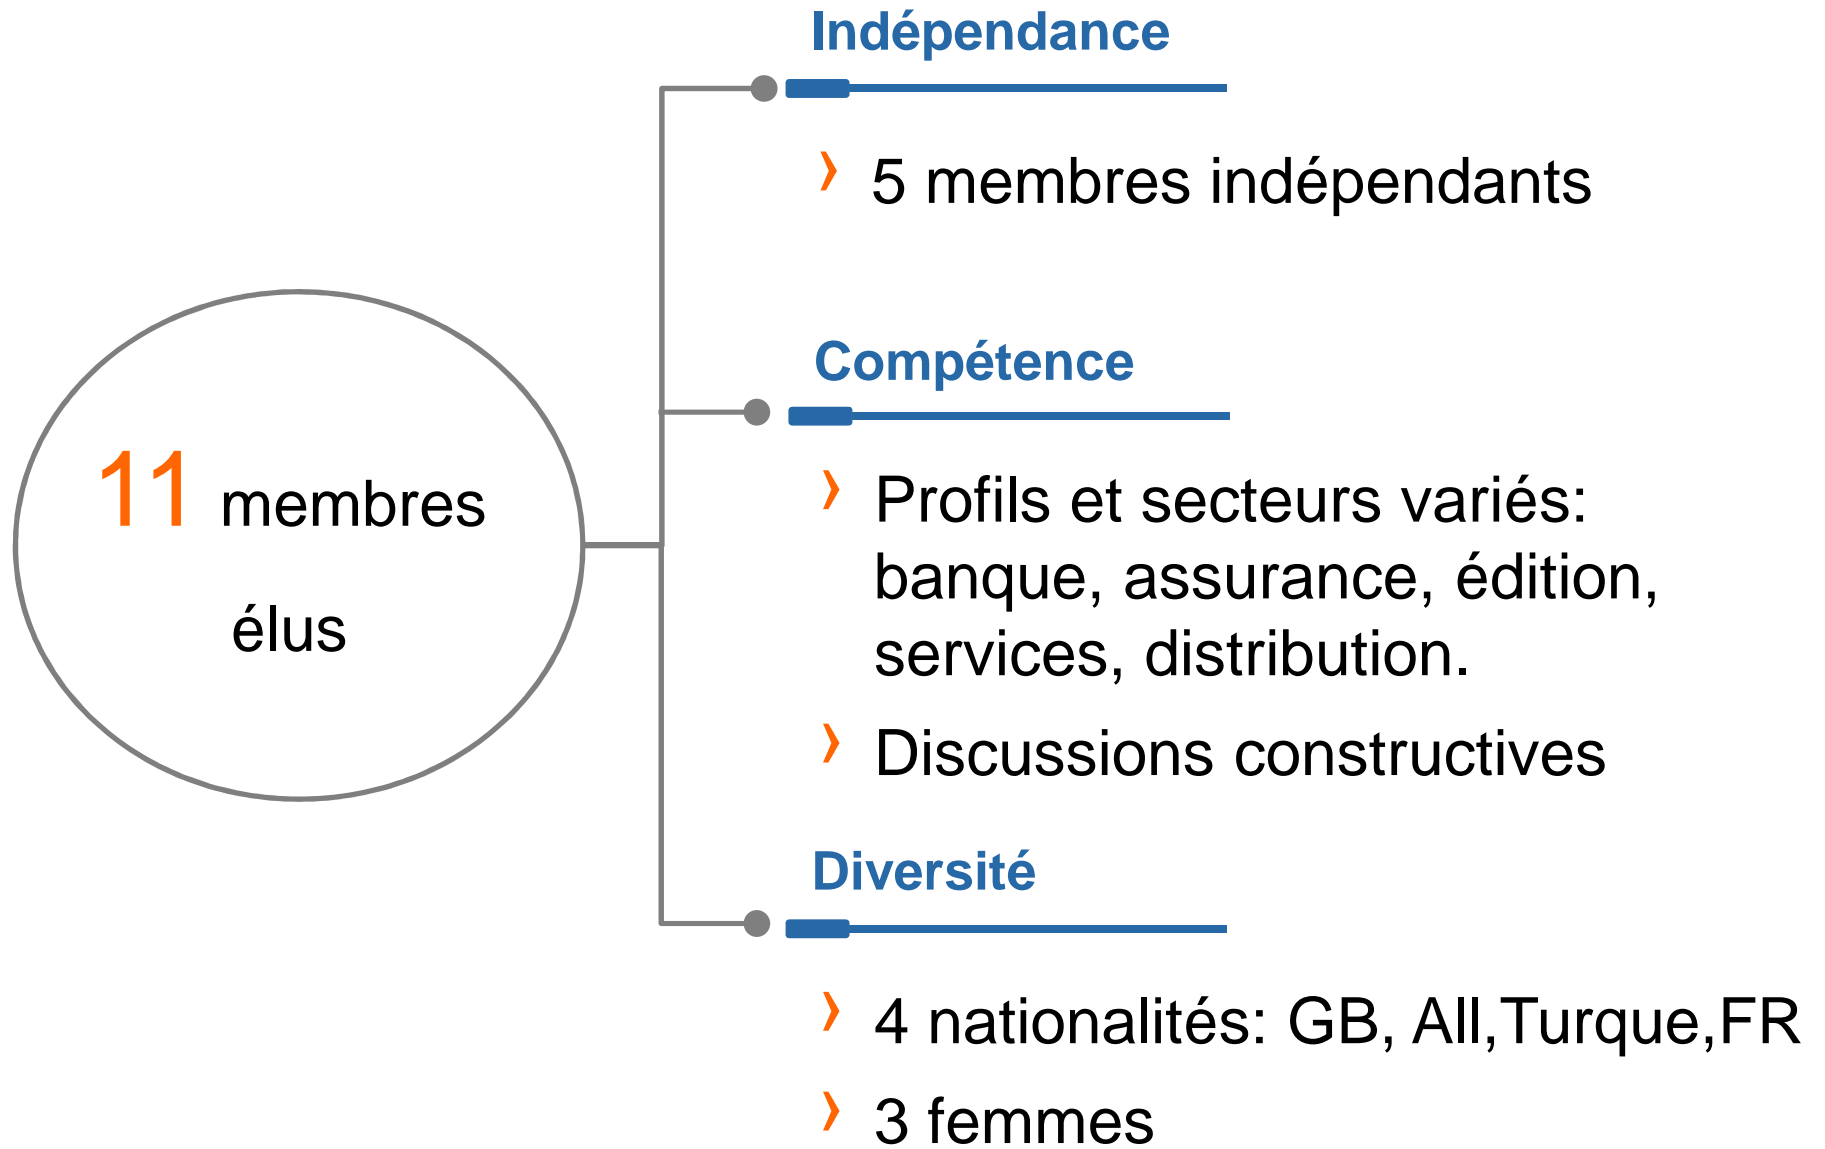 11 membres
élus
Indépendance
› 5 membres indépendants
Compétence
› Profils et secteurs variés:
banque, assurance, édition,
services, distribution.
› Discussions constructives
Diversité
› 4 nationalités: GB, All,Turque,FR
› 3 femmes